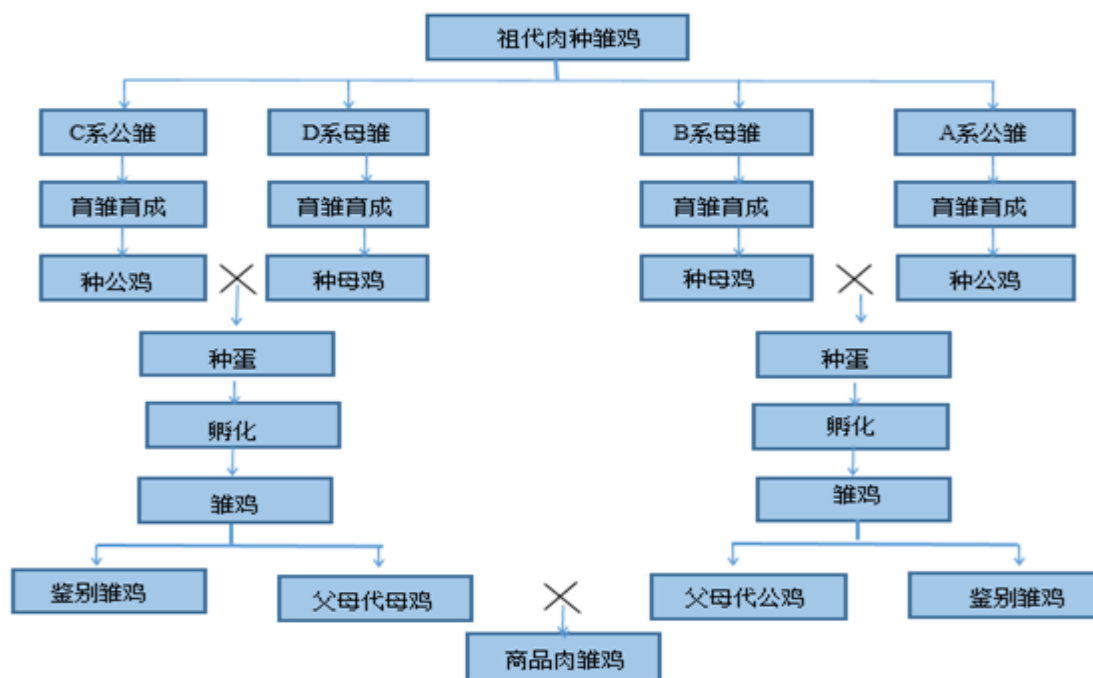 祖代肉种雏鸡
C系公雏
D系母雏
B系母雏
A系公雏
育雏育成
育雏育成
育雏育成
育雏育成
种公鸡
种母鸡
种母鸡
种公鸡
种蛋
种蛋
孵化
孵化
雏鸡
雏鸡
鉴别雏鸡
父母代母鸡
父母代公鸡
鉴别雏鸡
商品肉雏鸡